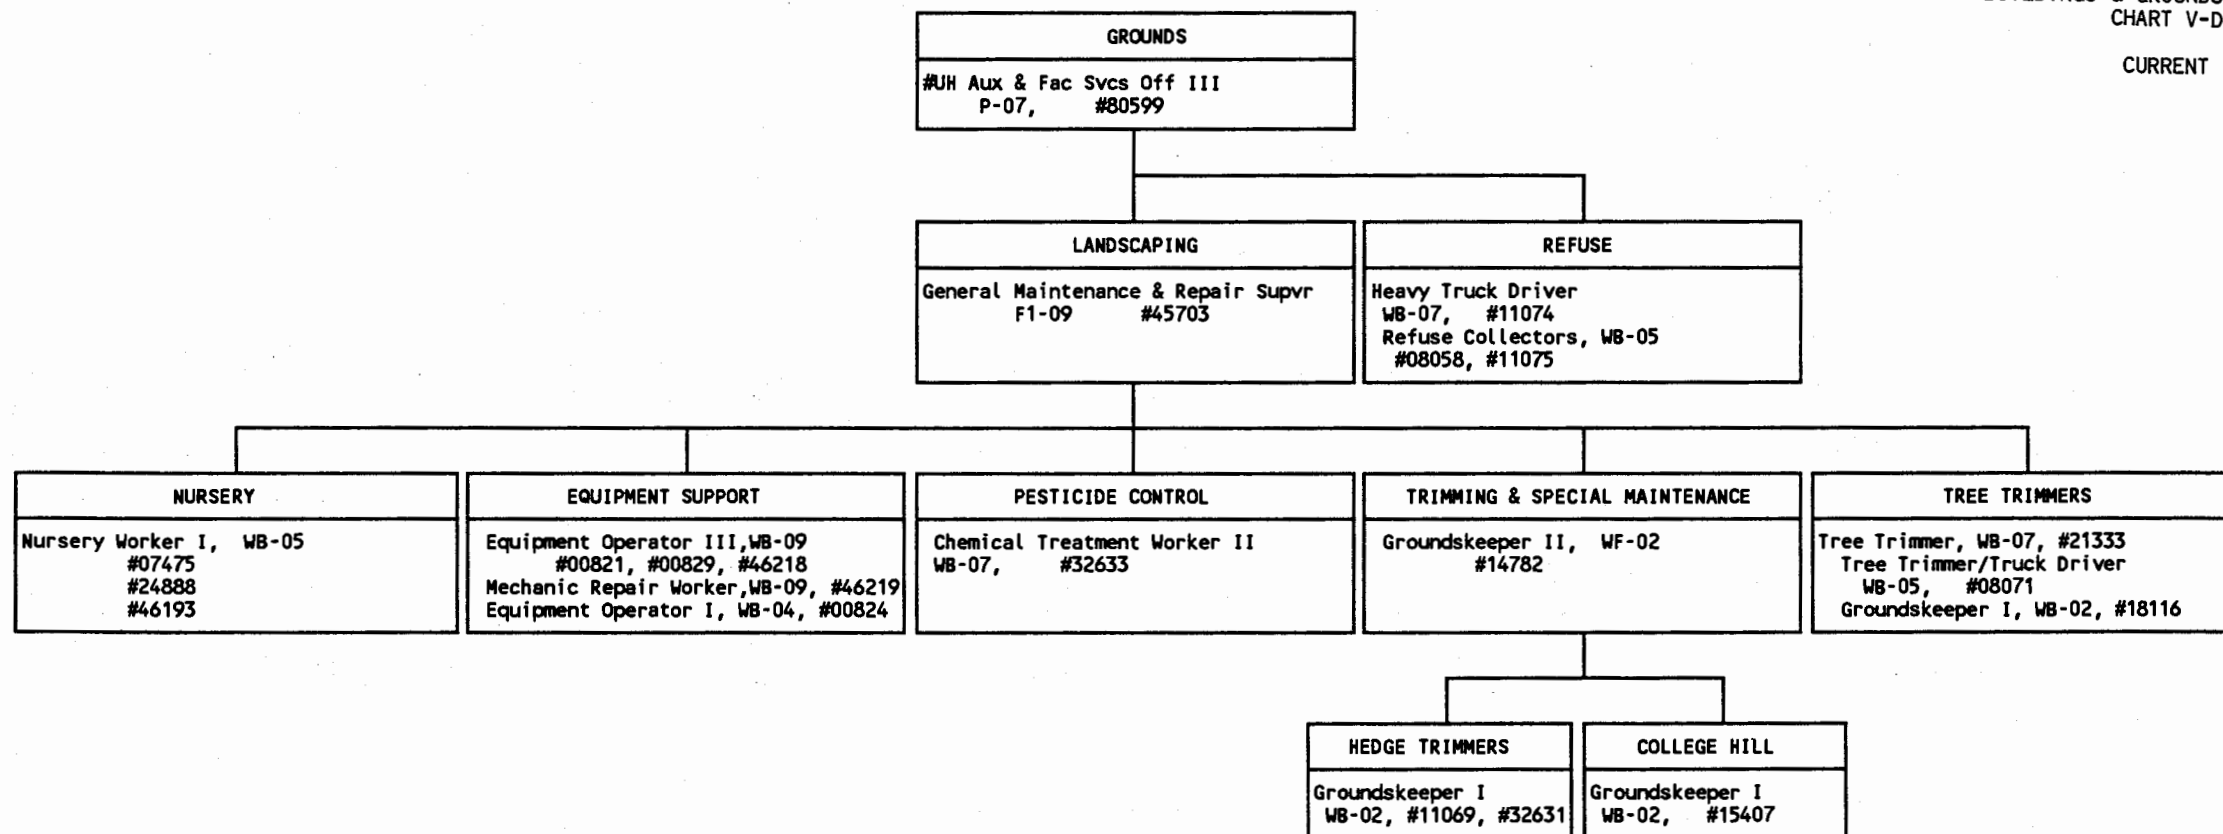 CHART V-D
CURRENT
GROUNDS
#UH Aux & Fac Svcs Off III
P-07, #80599
LANDSCAPING
General Maintenance & Repair Supvr
F1-09 #45703
REFUSE
Heavy Truck Driver
WB-07, #11074
Refuse Collectors, WB-05
#08058, #11075
NURSERY
Nursery Worker I, WB-05
#07475
#24888
#46193
EQUIPMENT SUPPORT
Equipment Operator III,WB-09
#00821, #00829, #46218
Mechanic Repair Worker,WB-09, #46219
Equipment Operator I, WB-04, #00824
PESTICIDE CONTROL
Chemical Treatment Worker II
WB-07, #32633
TRIMMING & SPECIAL MAINTENANCE
Groundskeeper II, WF-02
#14782
TREE TRIMMERS
Tree Trimmer, WB-07, #21333
Tree Trimmer/Truck Driver
WB-05, #08071
Groundskeeper I, WB-02, #18116
HEDGE TRIMMERS
Groundskeeper I
WB-02, #11069, #32631
COLLEGE HILL
Groundskeeper I
WB-02, #15407